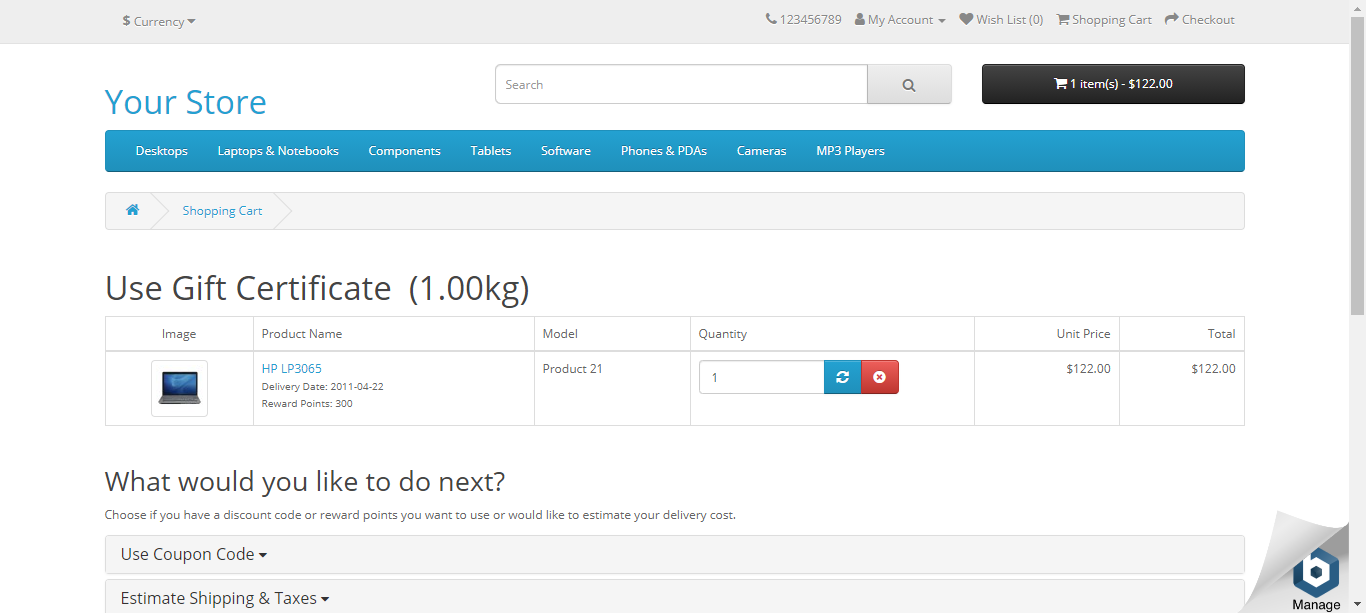 $ Currency
123456789 My Account Wish List (0) Shopping Cart Checkout
Your Store
Search
1 item(s) - $122.00
Desktops Laptops & Notebooks Components Tablets Software Phones & PDAs Cameras MP3 Players
Shopping Cart
Use Gift Certificate (1.00kg)
Image Product Name Model Quantity Unit Price Total
HP LP3065 Product 21 1 $122.00 $122.00
Delivery Date: 2011-04-22
Reward Points: 300
What would you like to do next?
Choose if you have a discount code or reward points you want to use or would like to estimate your delivery cost.
Use Coupon Code
Estimate Shipping & Taxes
b
Manage